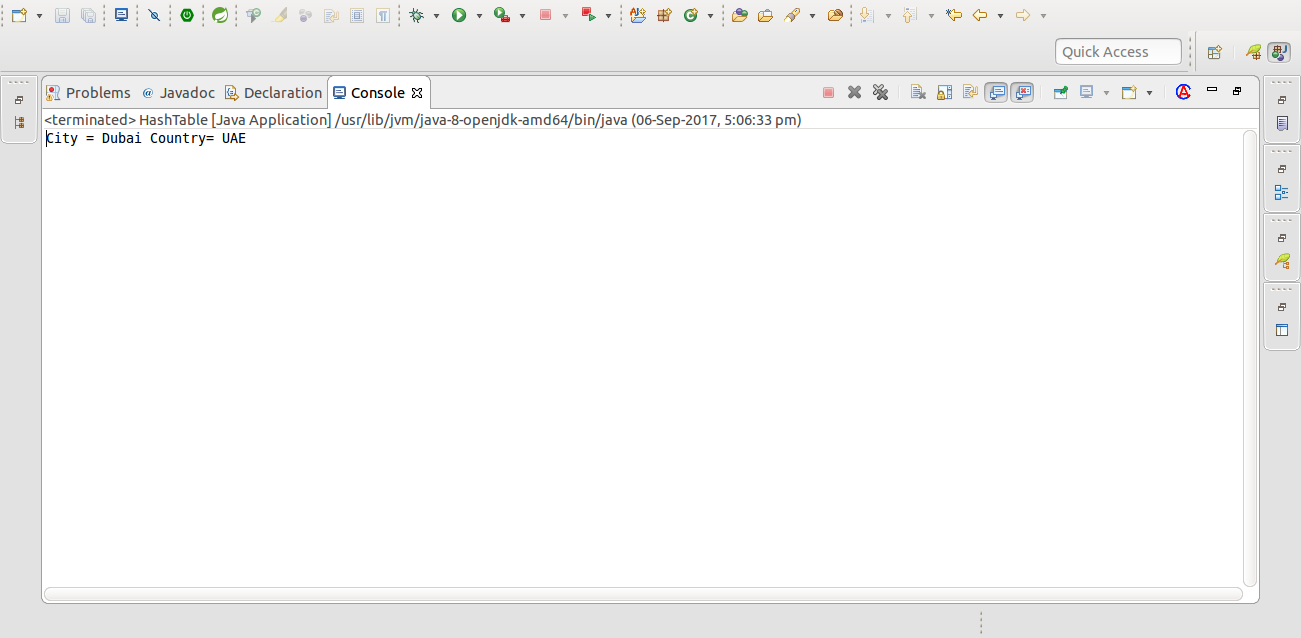 Quick Access
Problems @ Javadoc Declaration Console
<terminated> HashTable [Java Application] /usr/lib/jvm/java-8-openjdk-amd64/bin/java (06-Sep-2017, 5:06:33 pm)
City = Dubai Country= UAE